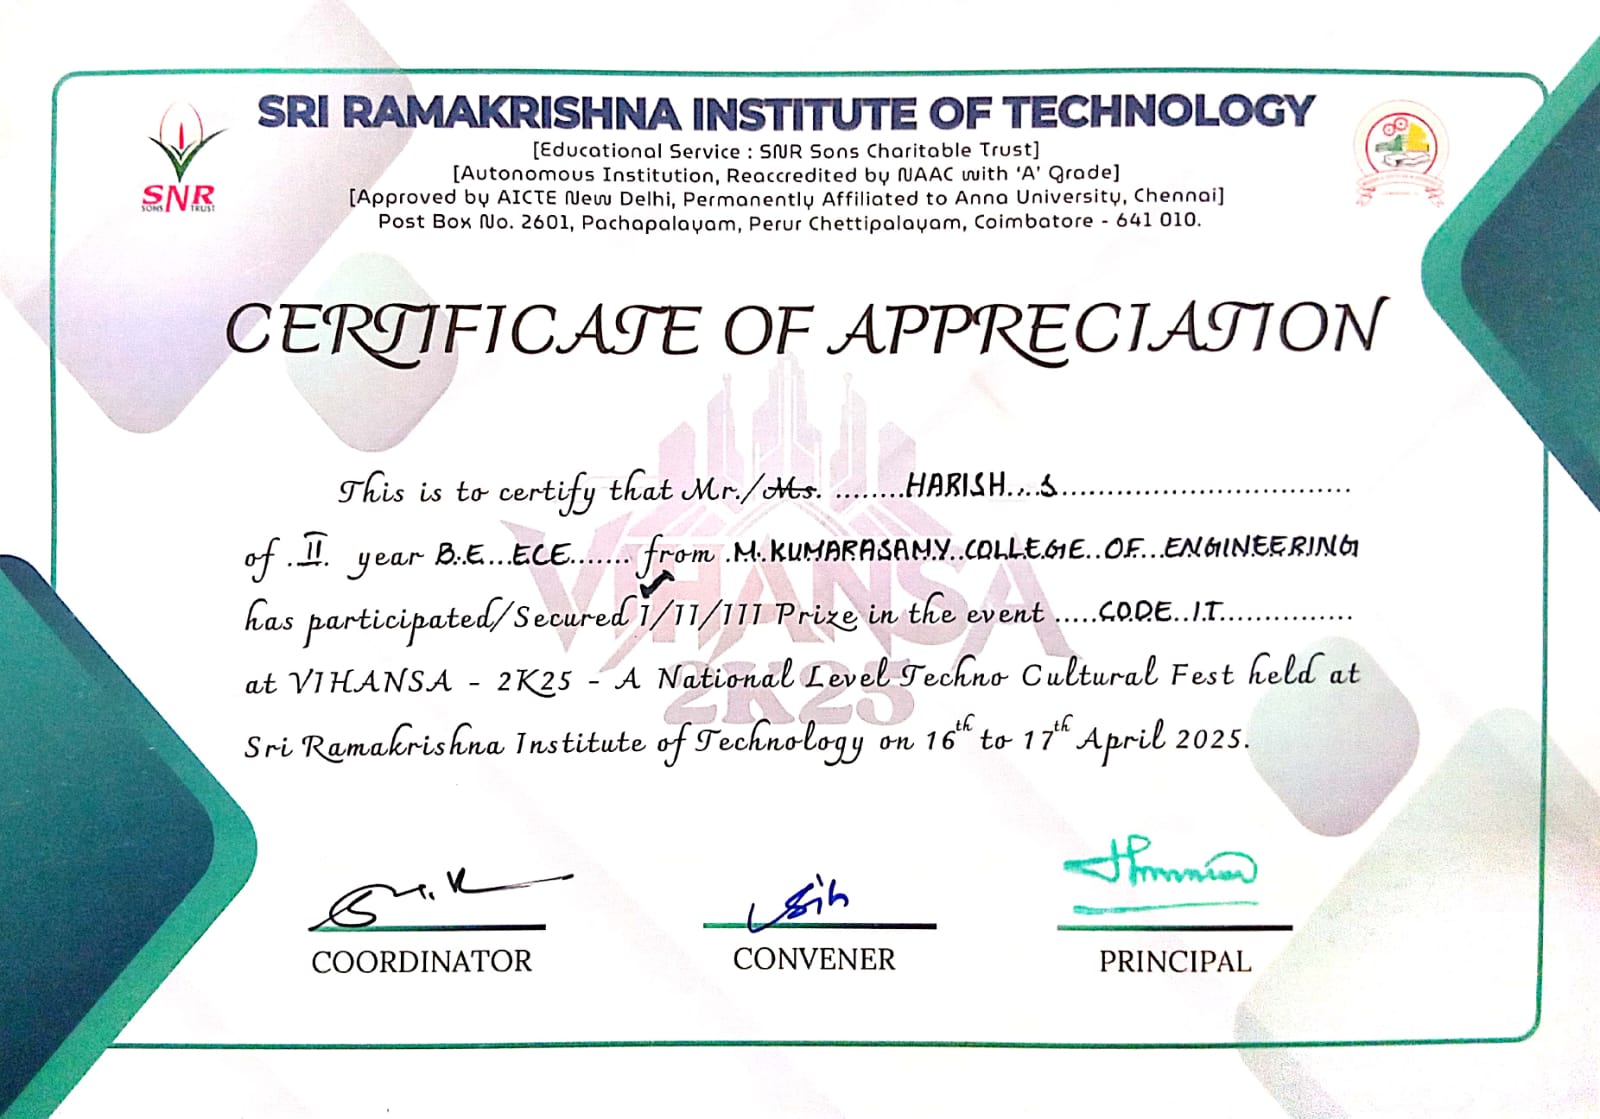 SRI RAMAKRISHNA INSTITUTE OF TECHNOLOGY
[Educational Service : SNR Sons Charitable Trust]
[Autonomous Institution, Reaccredited by NAAC with 'A' Grade]
[Approved by AICTE New Delhi, Permanently Affiliated to Anna University, Chennai]
Post Box No. 2601, Pachapalayam, Perur Chettipalayam, Coimbatore - 641 010.
SNR
SONS TRUST
CERTIFICATE OF APPRECIATION
This is to certify that Mr./Ms. ........HARISH....S................................
of .II. year B.E...ECE....... from .M.KUMARASAMY..COLLEGE..OF...ENGINEERING
has participated/Secured I/II/III Prize in the event .....CODE..IT...............
at VIHANSA - 2K25 - A National Level Techno Cultural Fest held at
Sri Ramakrishna Institute of Technology on 16th to 17th April 2025.
VIHANSA
2K25
COORDINATOR
CONVENER
PRINCIPAL